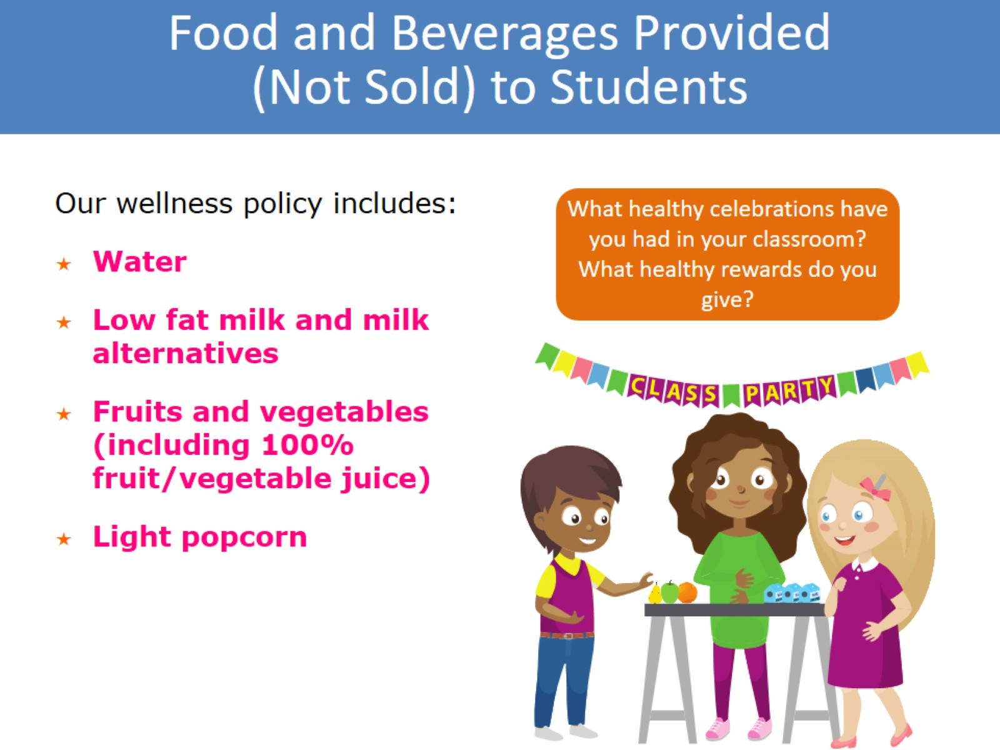 Food and Beverages Provided
(Not Sold) to Students
Our wellness policy includes:
★ Water
★ Low fat milk and milk
alternatives
★ Fruits and vegetables
(including 100%
fruit/vegetable juice)
★ Light popcorn
What healthy celebrations have
you had in your classroom?
What healthy rewards do you
give?
CLASS PARTY